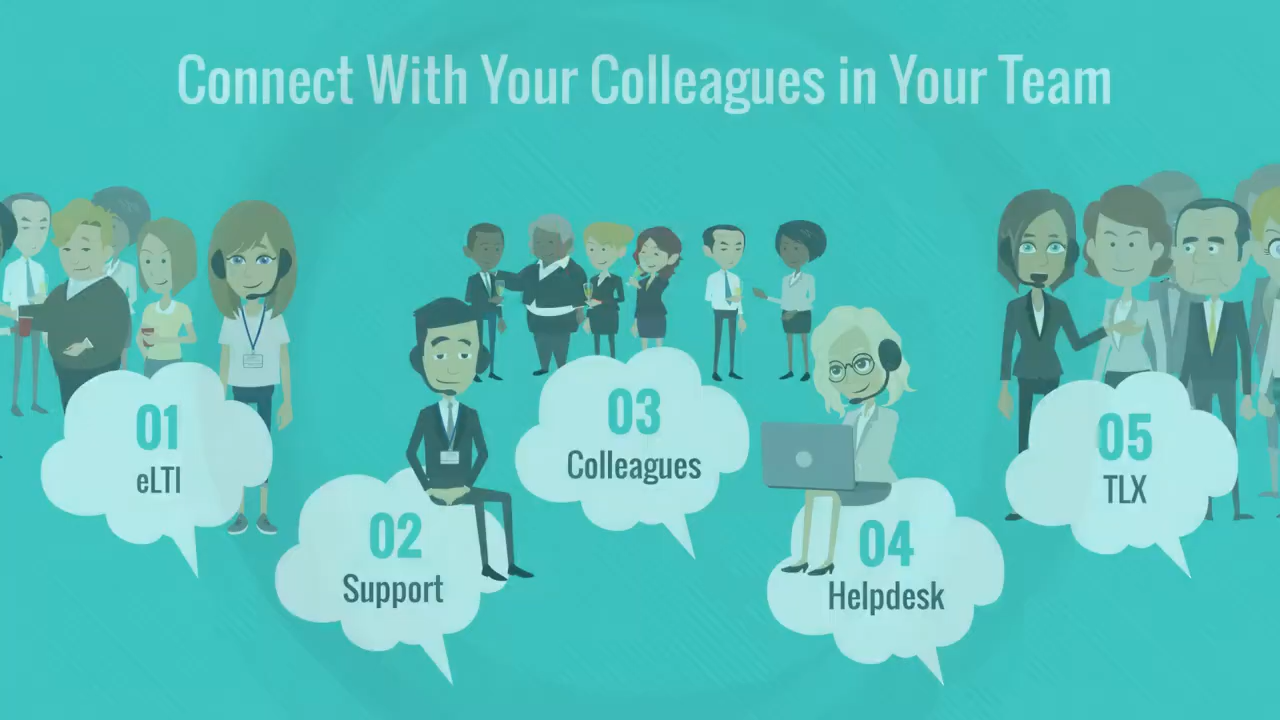 Connect With Your Colleagues in Your Team
01
eLTI
02
Support
03
Colleagues
04
Helpdesk
05
TLX